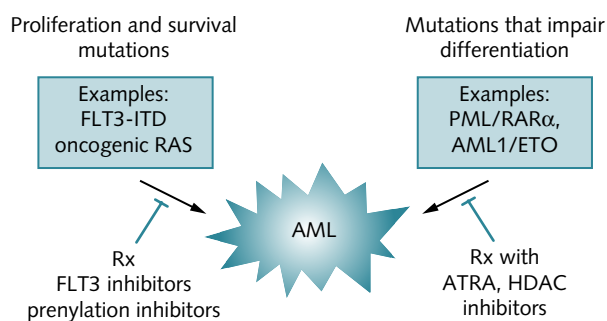 Proliferation and survival
mutations
Examples:
FLT3-ITD
oncogenic RAS
Mutations that impair
differentiation
Examples:
PML/RARα,
AML1/ETO
AML
Rx
FLT3 inhibitors
prenylation inhibitors
Rx with
ATRA, HDAC
inhibitors